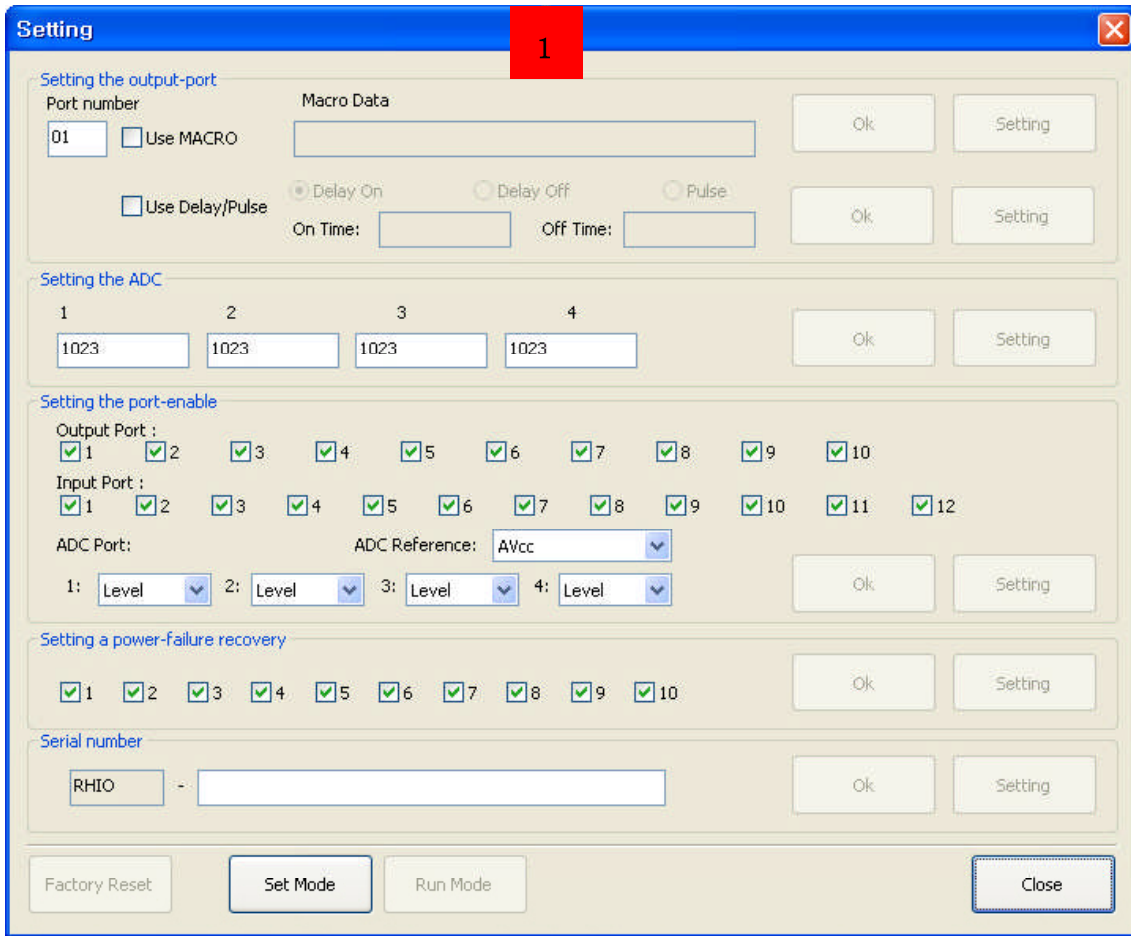 Setting
1
Setting the output-port
Port number
Macro Data
01
Use MACRO
Ok
Setting
Use Delay/Pulse
Delay On
Delay Off
Pulse
On Time:
Off Time:
Ok
Setting
Setting the ADC
1 2 3 4
1023 1023 1023 1023
Ok
Setting
Setting the port-enable
Output Port :
1 2 3 4 5 6 7 8 9 10
Input Port :
1 2 3 4 5 6 7 8 9 10 11 12
ADC Port:
ADC Reference: AVcc
1: Level 2: Level 3: Level 4: Level
Ok
Setting
Setting a power-failure recovery
1 2 3 4 5 6 7 8 9 10
Ok
Setting
Serial number
RHIO -
Ok
Setting
Factory Reset
Set Mode
Run Mode
Close